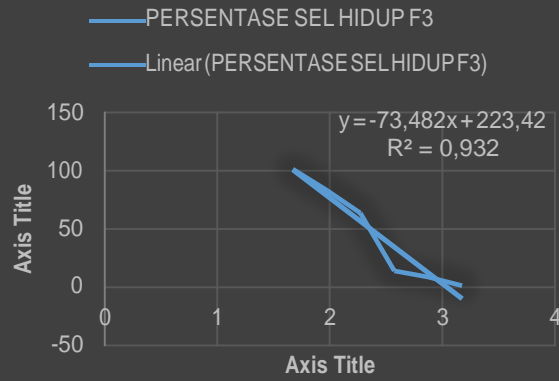 PERSENTASE SEL HIDUP F3
Linear (PERSENTASE SEL HIDUP F3)
y = -73,482x + 223,42
R² = 0,932
150
100
50
0
-50
0 1 2 3 4
Axis Title
Axis Title